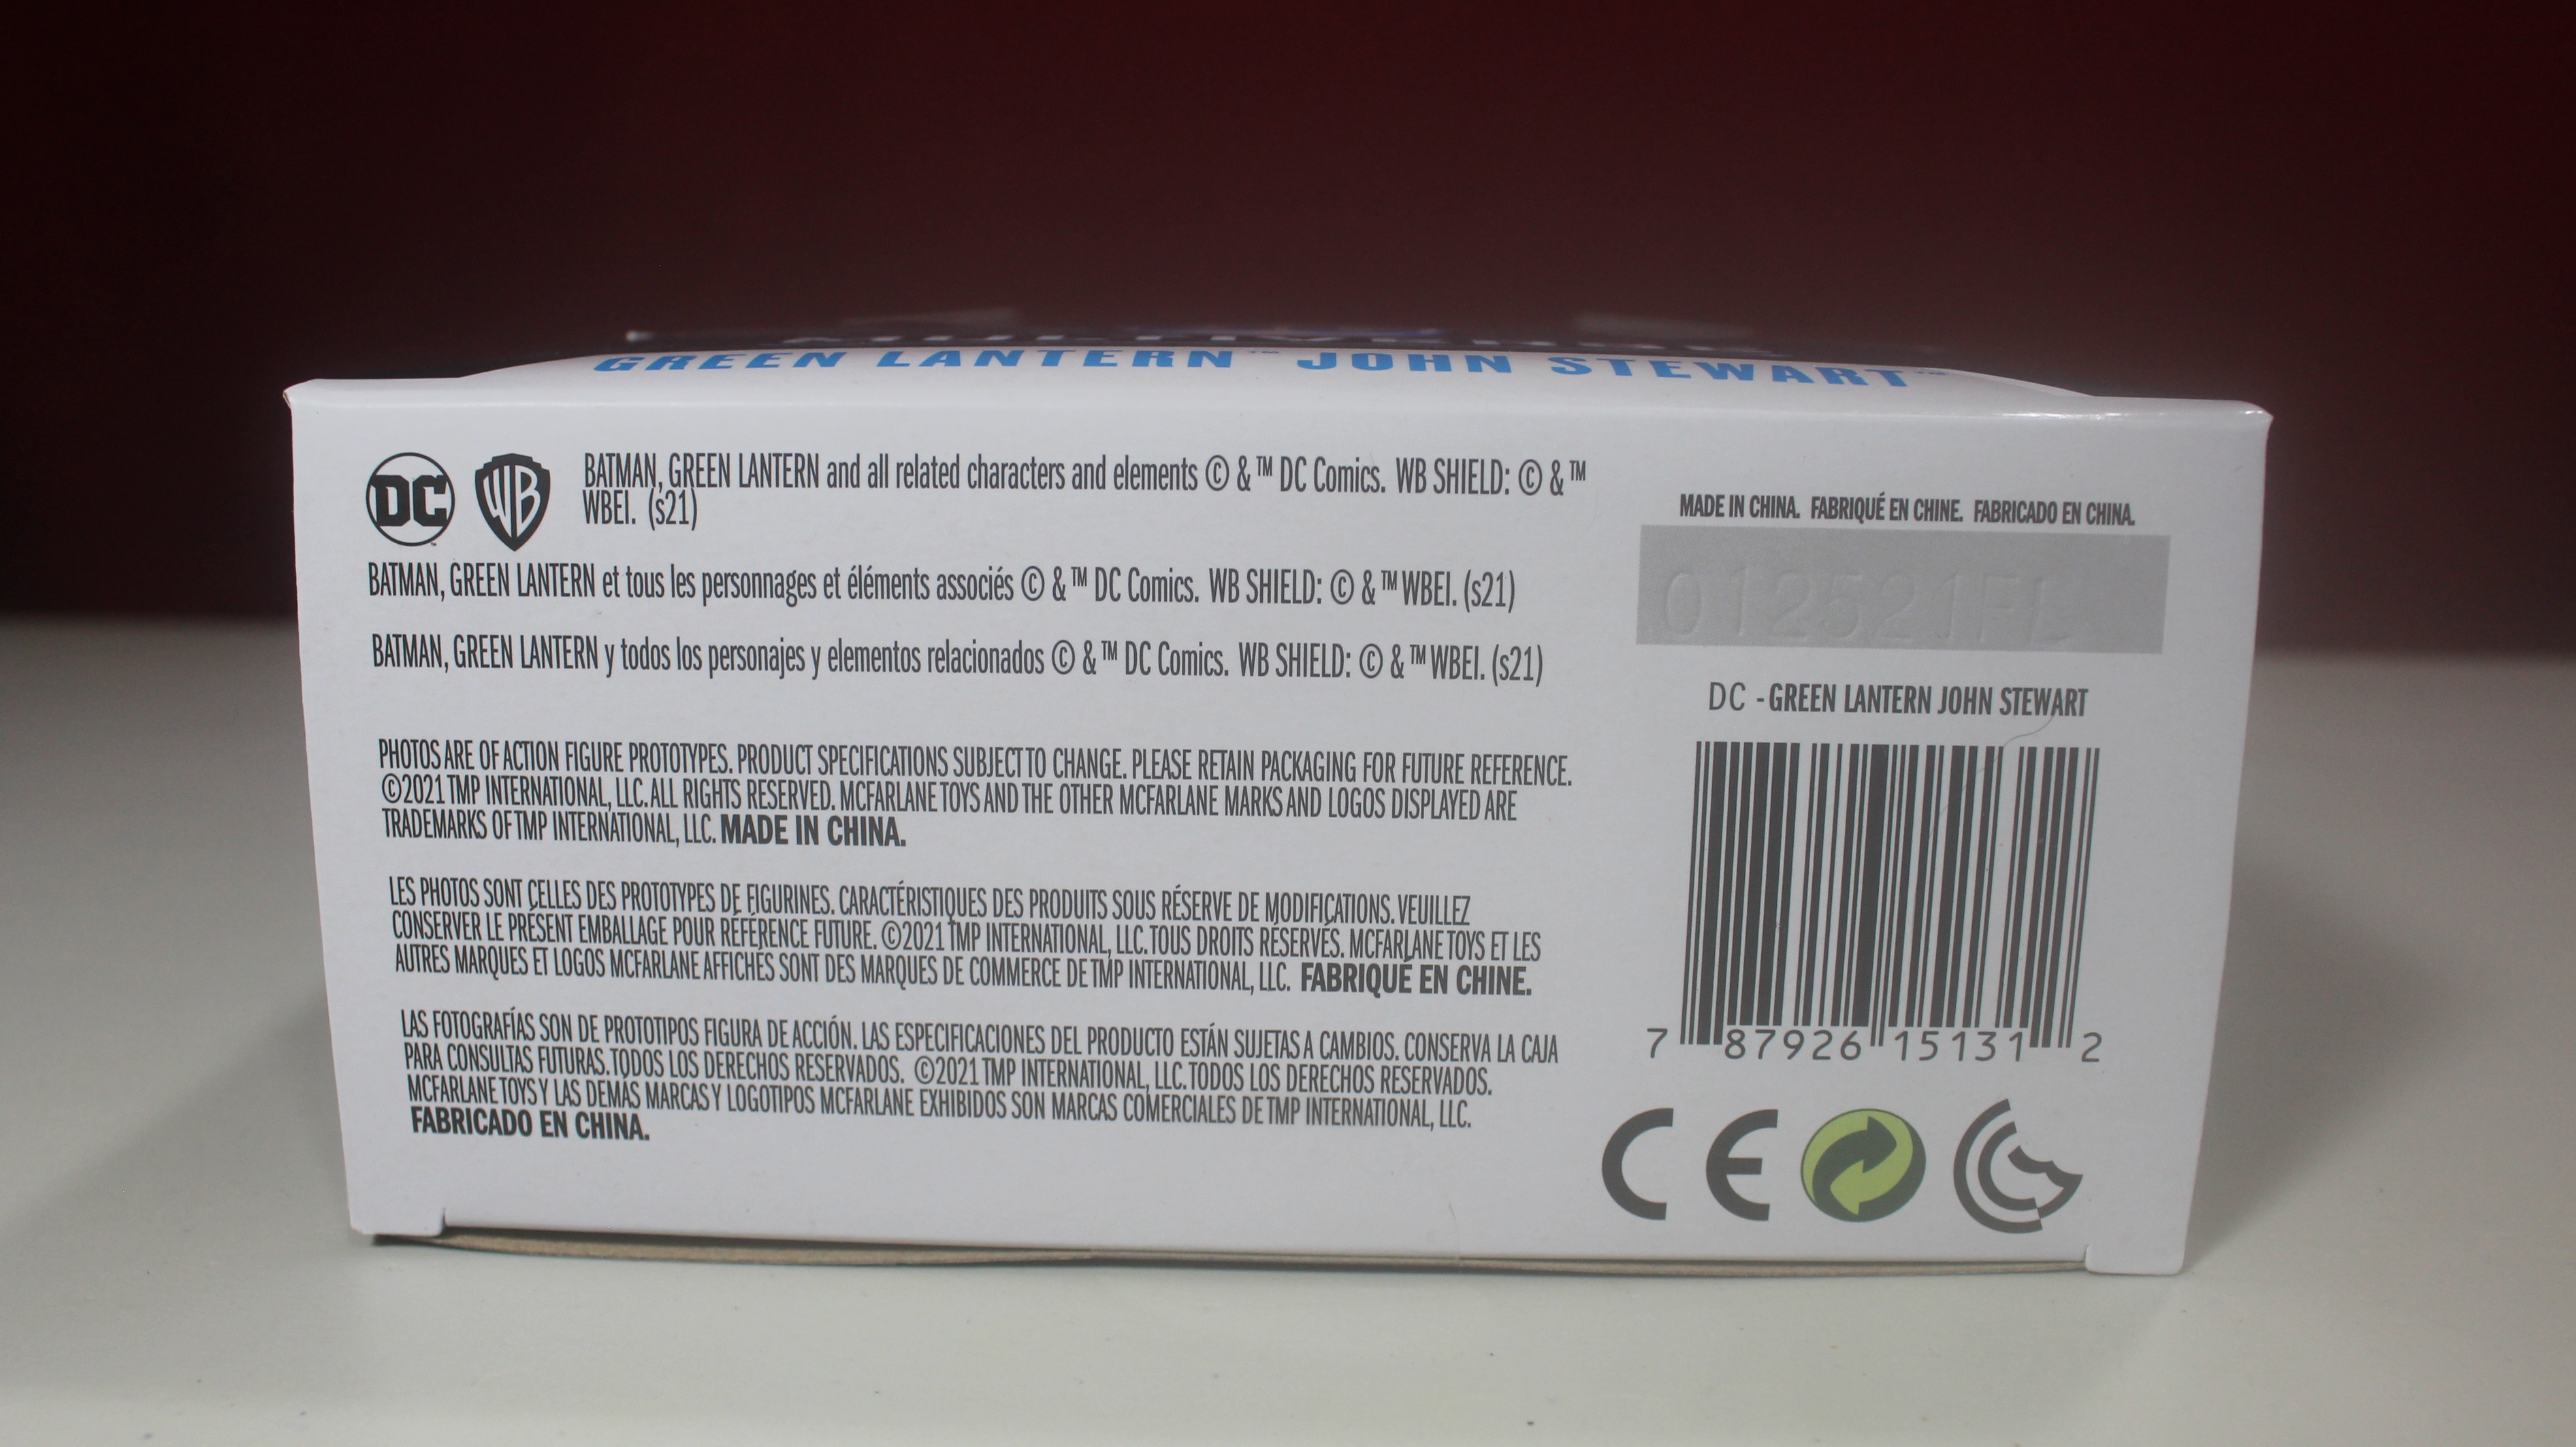 GREEN LANTERN™ JOHN STEWART™
DC
WB
BATMAN, GREEN LANTERN and all related characters and elements © & ™ DC Comics. WB SHIELD: © & ™
WBEI. (s21)
BATMAN, GREEN LANTERN et tous les personnages et éléments associés © & ™ DC Comics. WB SHIELD: © & ™ WBEI. (s21)
BATMAN, GREEN LANTERN y todos los personajes y elementos relacionados © & ™ DC Comics. WB SHIELD: © & ™ WBEI. (s21)
PHOTOS ARE OF ACTION FIGURE PROTOTYPES. PRODUCT SPECIFICATIONS SUBJECT TO CHANGE. PLEASE RETAIN PACKAGING FOR FUTURE REFERENCE.
©2021 TMP INTERNATIONAL, LLC. ALL RIGHTS RESERVED. MCFARLANE TOYS AND THE OTHER MCFARLANE MARKS AND LOGOS DISPLAYED ARE
TRADEMARKS OF TMP INTERNATIONAL, LLC. MADE IN CHINA.
LES PHOTOS SONT CELLES DES PROTOTYPES DE FIGURINES. CARACTÉRISTIQUES DES PRODUITS SOUS RÉSERVE DE MODIFICATIONS. VEUILLEZ
CONSERVER LE PRÉSENT EMBALLAGE POUR RÉFÉRENCE FUTURE. ©2021 TMP INTERNATIONAL, LLC. TOUS DROITS RÉSERVÉS. MCFARLANE TOYS ET LES
AUTRES MARQUES ET LOGOS MCFARLANE AFFICHÉS SONT DES MARQUES DE COMMERCE DE TMP INTERNATIONAL, LLC. FABRIQUÉ EN CHINE.
LAS FOTOGRAFÍAS SON DE PROTOTIPOS FIGURA DE ACCIÓN. LAS ESPECIFICACIONES DEL PRODUCTO ESTÁN SUJETAS A CAMBIOS. CONSERVA LA CAJA
PARA CONSULTAS FUTURAS. TODOS LOS DERECHOS RESERVADOS. ©2021 TMP INTERNATIONAL, LLC. TODOS LOS DERECHOS RESERVADOS.
MCFARLANE TOYS Y LAS DEMÁS MARCAS Y LOGOTIPOS MCFARLANE EXHIBIDOS SON MARCAS COMERCIALES DE TMP INTERNATIONAL, LLC.
FABRICADO EN CHINA.
MADE IN CHINA. FABRIQUÉ EN CHINE. FABRICADO EN CHINA.
012521FL
DC - GREEN LANTERN JOHN STEWART
7 87926 15131 2
CE